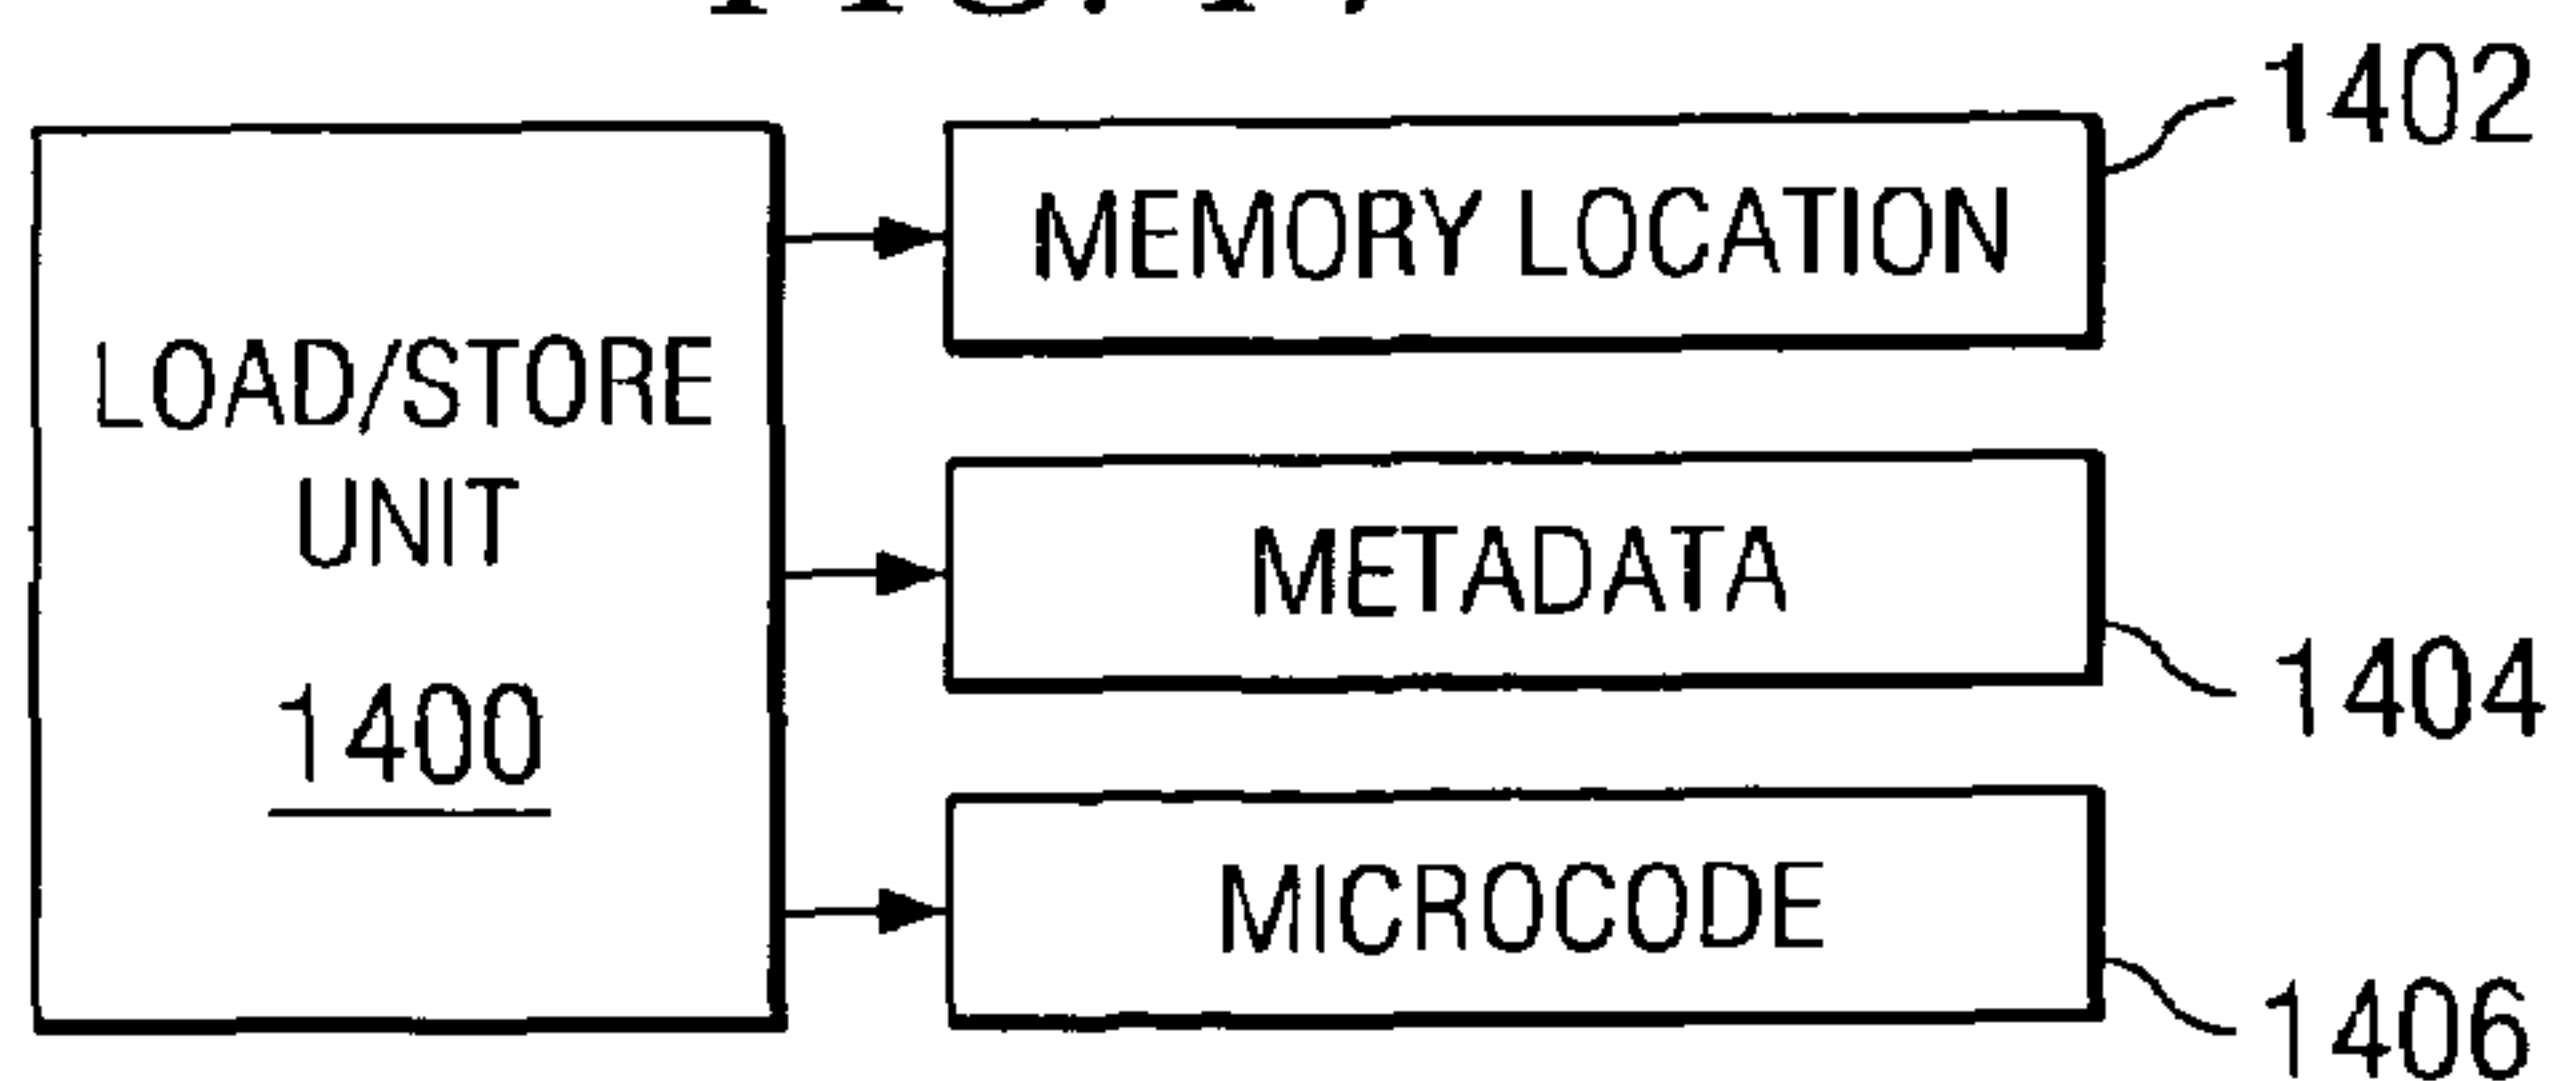 1402
MEMORY LOCATION
LOAD/STORE
UNIT
1400
METADATA
1404
MICROCODE
1406